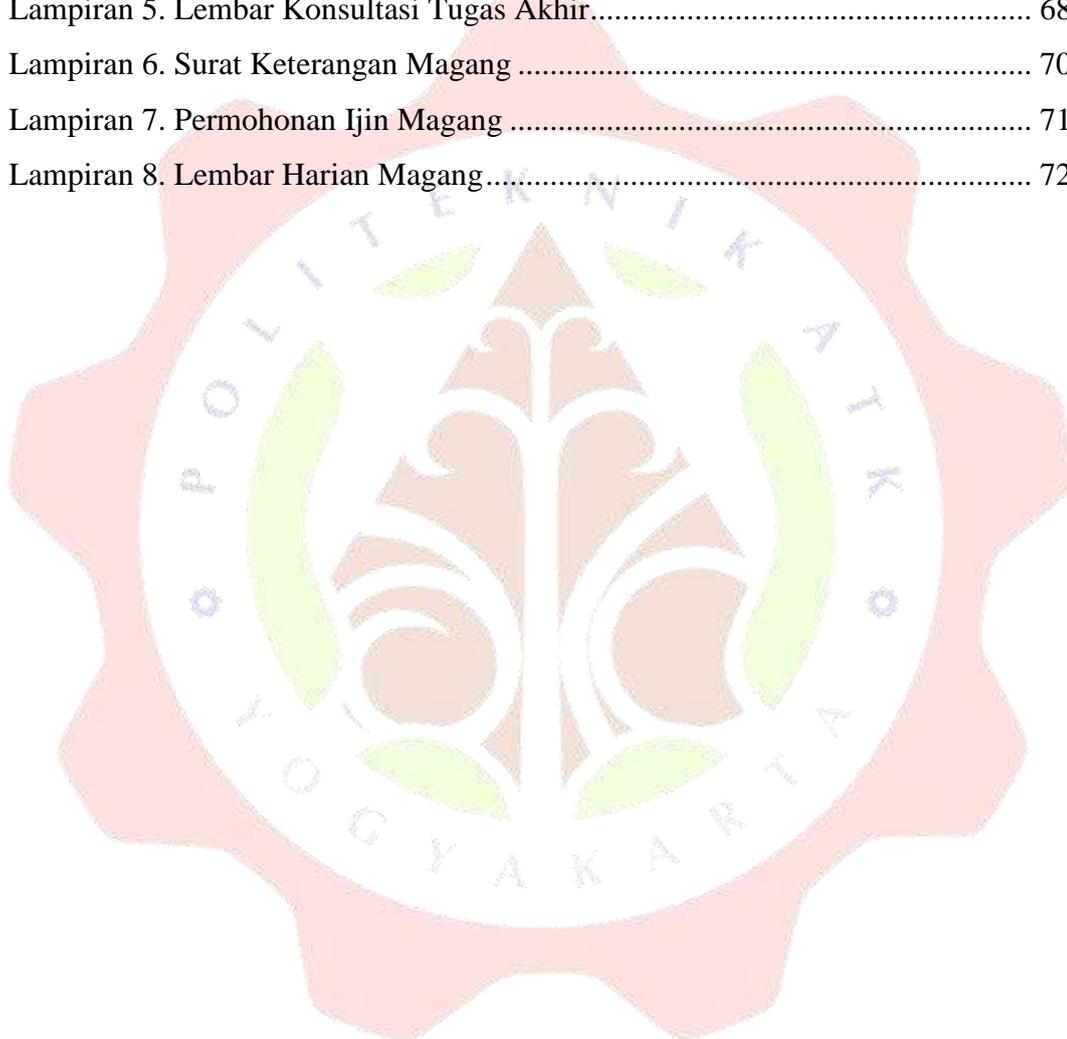 Lampiran 5. Lembar Konsultasi Tugas Akhir..................................................... 68
Lampiran 6. Surat Keterangan Magang .............................................................. 70
Lampiran 7. Permohonan Ijin Magang ............................................................... 71
Lampiran 8. Lembar Harian Magang.................................................................. 72
POLITEKNIK ATK
YOGYAKARTA